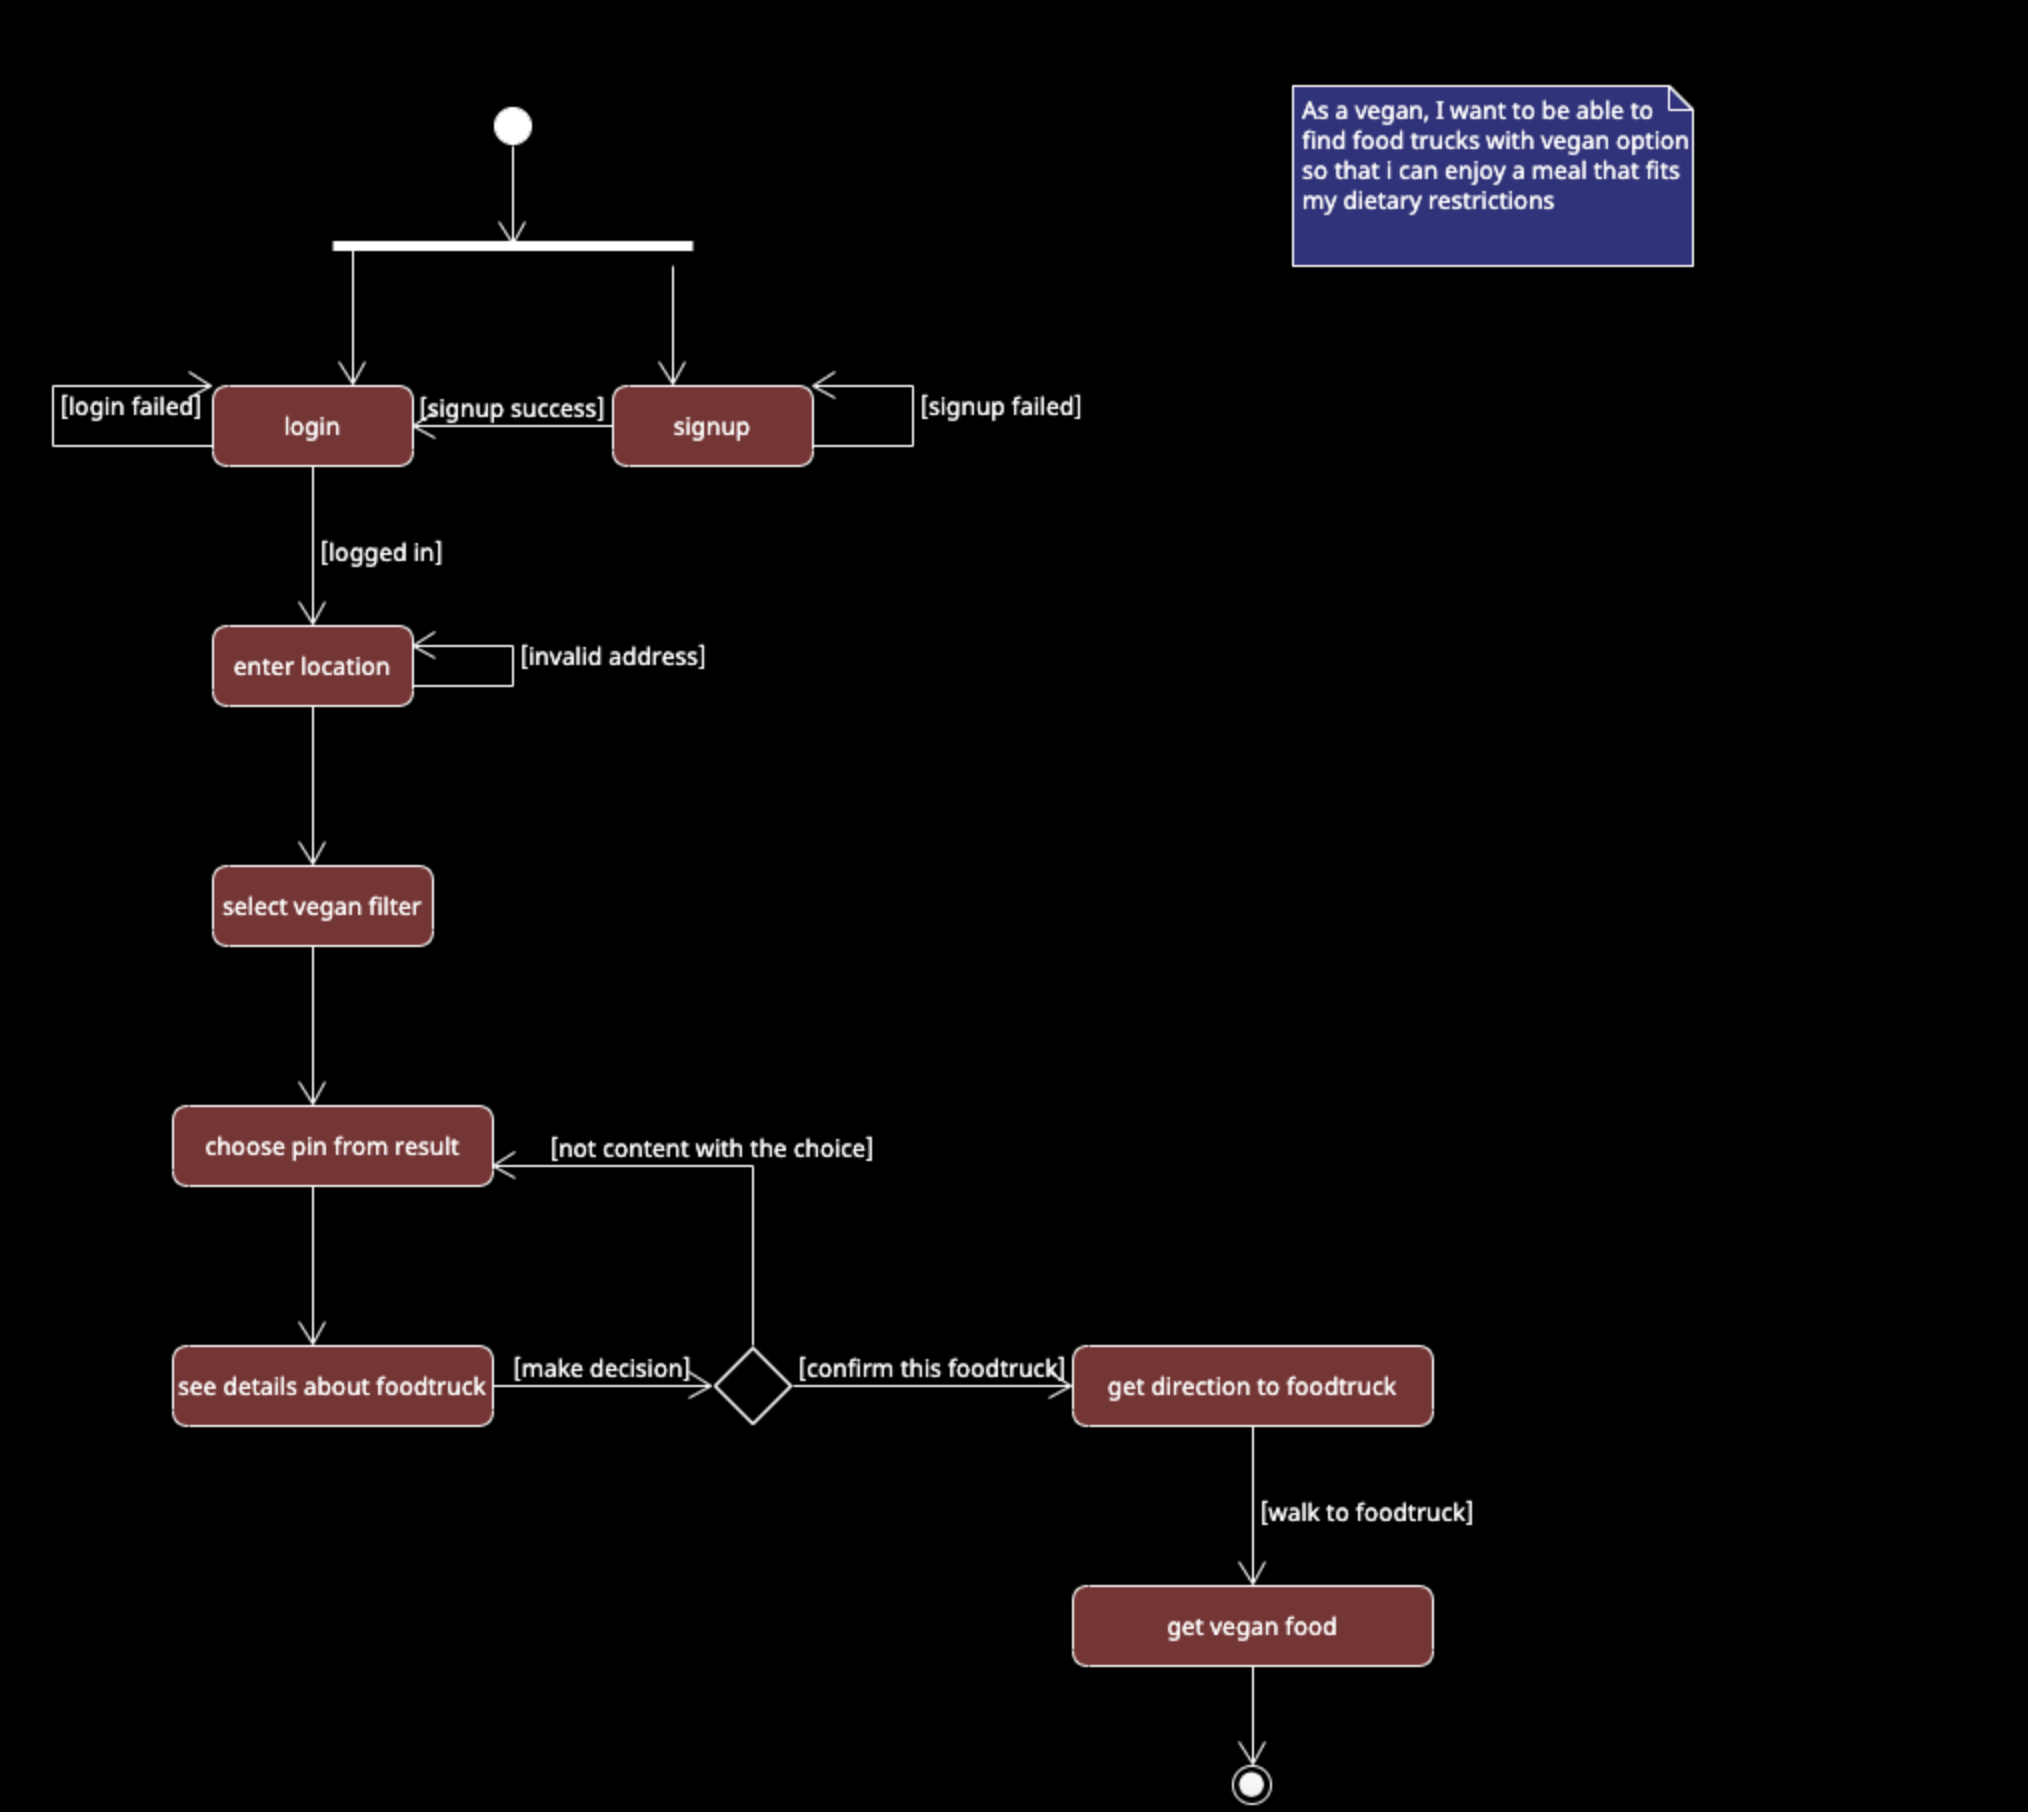 As a vegan, I want to be able to
find food trucks with vegan option
so that i can enjoy a meal that fits
my dietary restrictions
[login failed]
login
[signup success]
signup
[signup failed]
[logged in]
enter location
[invalid address]
select vegan filter
choose pin from result
[not content with the choice]
see details about foodtruck
[make decision]
[confirm this foodtruck]
get direction to foodtruck
[walk to foodtruck]
get vegan food